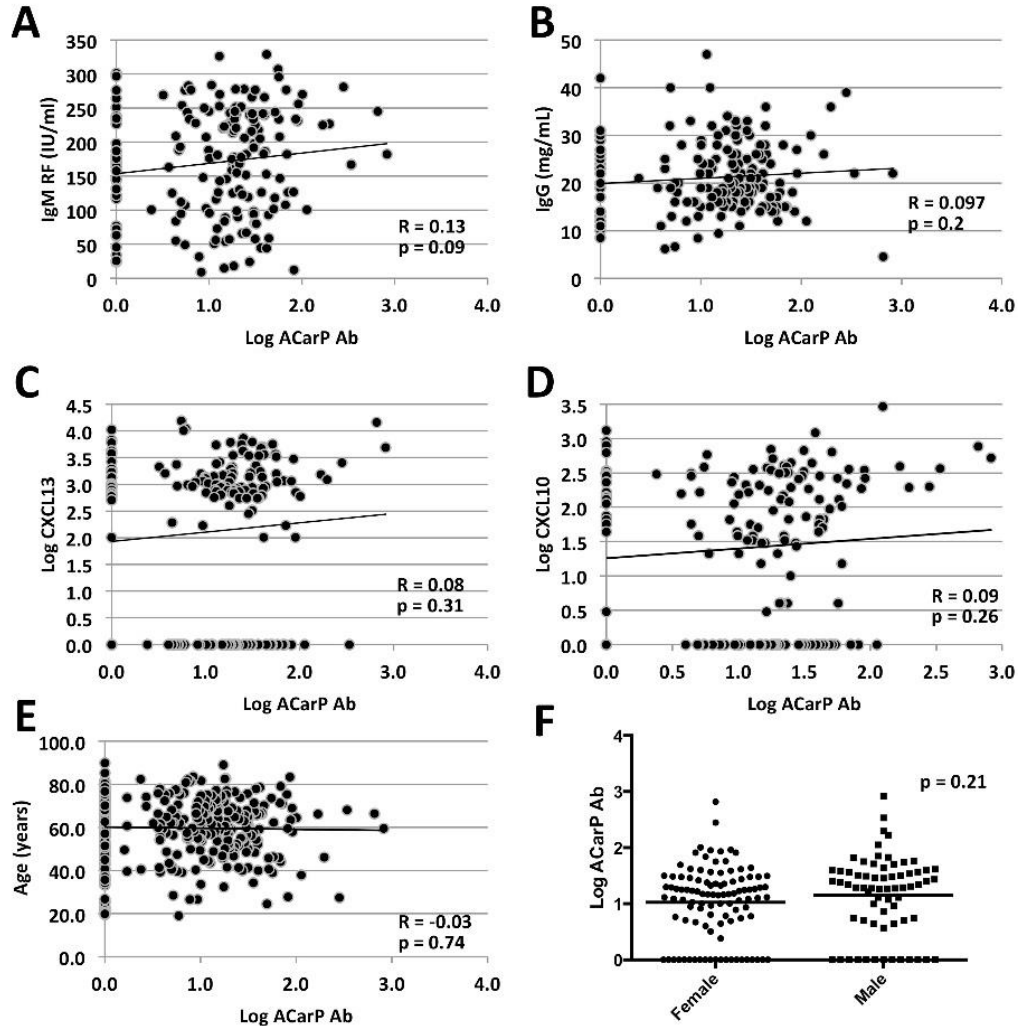 A
IgM RF (IU/ml)
350
300
250
200
150
100
50
0
0.0 1.0 2.0 3.0 4.0
Log ACarP Ab
R = 0.13
p = 0.09
B
IgG (mg/mL)
50
40
30
20
10
0
0.0 1.0 2.0 3.0 4.0
Log ACarP Ab
R = 0.097
p = 0.2
C
Log CXCL13
4.5
4.0
3.5
3.0
2.5
2.0
1.5
1.0
0.5
0.0
0.0 1.0 2.0 3.0 4.0
Log ACarP Ab
R = 0.08
p = 0.31
D
Log CXCL10
3.5
3.0
2.5
2.0
1.5
1.0
0.5
0.0
0.0 0.5 1.0 1.5 2.0 2.5 3.0
Log ACarP Ab
R = 0.09
p = 0.26
E
Age (years)
100.0
80.0
60.0
40.0
20.0
0.0
0.0 1.0 2.0 3.0 4.0
Log ACarP Ab
R = -0.03
p = 0.74
F
Log ACarP Ab
4
3
2
1
0
p = 0.21
Female
Male